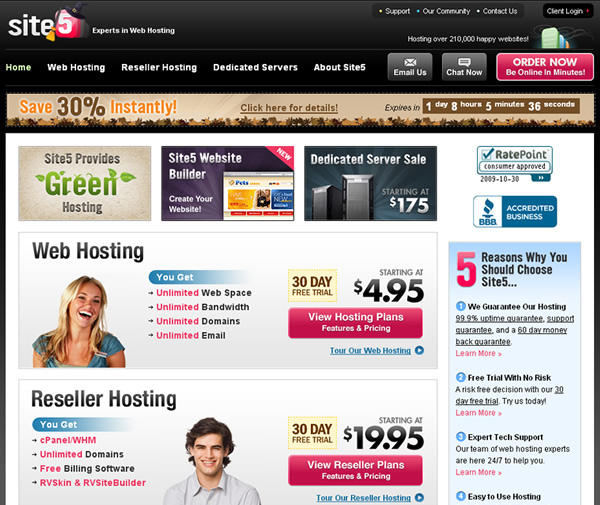 Support
Our Community
Contact Us
Client Login
site5
Experts in Web Hosting
Hosting over 210,000 happy websites!
Home
Web Hosting
Reseller Hosting
Dedicated Servers
About Site5
Email Us
Chat Now
ORDER NOW
Be Online In Minutes!
Save 30% Instantly!
Click here for details!
Expires in
1 day 8 hours 5 minutes 36 seconds
Site5 Provides
Green
Hosting
Site5 Website
Builder
NEW
Create Your
Website!
Pets
Dedicated Server Sale
STARTING AT
$175
RatePoint
consumer approved
2009-10-30
BBB
ACCREDITED
BUSINESS
Web Hosting
You Get
Unlimited Web Space
Unlimited Bandwidth
Unlimited Domains
Unlimited Email
30 DAY
FREE TRIAL
STARTING AT
$4.95
View Hosting Plans
Features & Pricing
Tour Our Web Hosting
Reseller Hosting
You Get
cPanel/WHM
Unlimited Domains
Free Billing Software
RVSkin & RVSiteBuilder
30 DAY
FREE TRIAL
STARTING AT
$19.95
View Reseller Plans
Features & Pricing
Tour Our Reseller Hosting
5 Reasons Why You
Should Choose
Site5...
1 We Guarantee Our Hosting
99.9% uptime guarantee, support
guarantee, and a 60 day money
back guarantee.
Learn More »
2 Free Trial With No Risk
A risk free decision with our 30
day free trial. Try us today!
Learn More »
3 Expert Tech Support
Our team of web hosting experts
are here 24/7 to help you.
Learn More »
4 Easy to Use Hosting